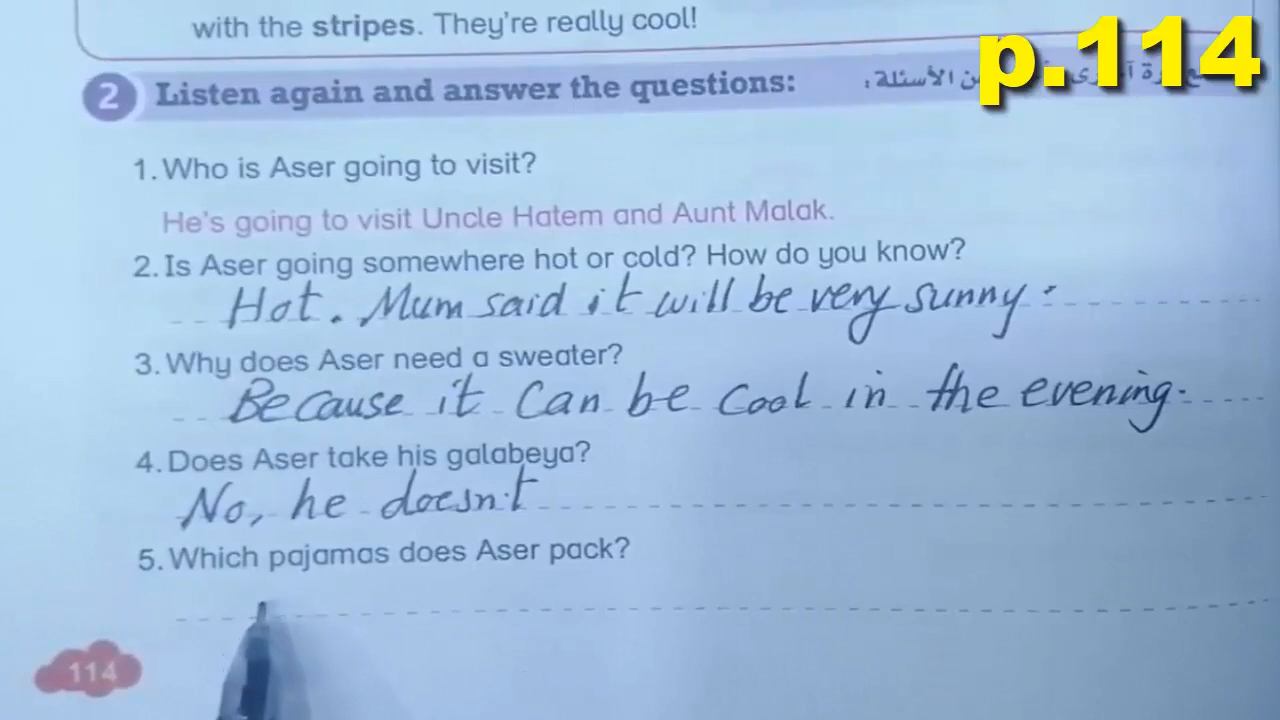 with the stripes. They're really cool!
p.114
2 Listen again and answer the questions:
ن الأسئلة:
1. Who is Aser going to visit?
He's going to visit Uncle Hatem and Aunt Malak.
2. Is Aser going somewhere hot or cold? How do you know?
Hot. Mum said it will be very sunny.
3. Why does Aser need a sweater?
Because it can be cool in the evening.
4. Does Aser take his galabeya?
No, he doesn't
5. Which pajamas does Aser pack?
114